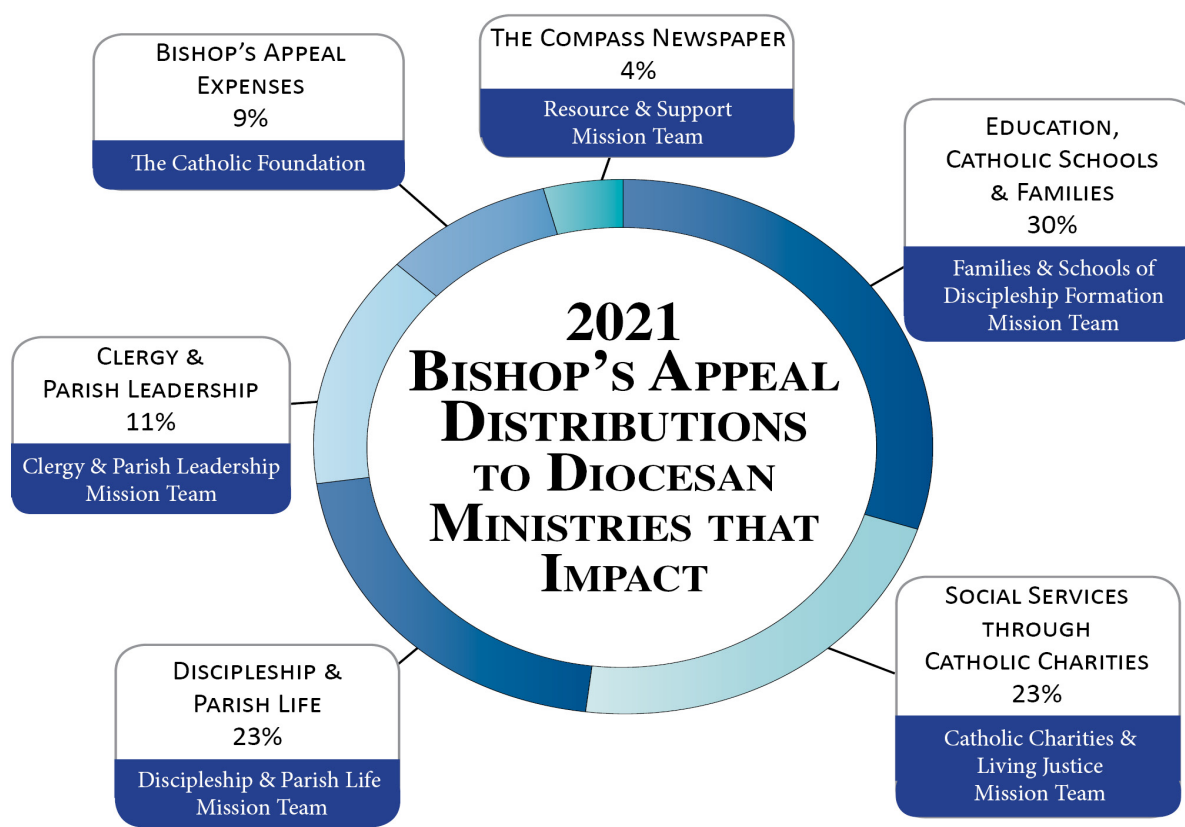 2021
BISHOP'S APPEAL
DISTRIBUTIONS
TO DIOCESAN
MINISTRIES THAT
IMPACT
THE COMPASS NEWSPAPER
4%
Resource & Support
Mission Team
EDUCATION,
CATHOLIC SCHOOLS
& FAMILIES
30%
Families & Schools of
Discipleship Formation
Mission Team
SOCIAL SERVICES
THROUGH
CATHOLIC CHARITIES
23%
Catholic Charities &
Living Justice
Mission Team
DISCIPLESHIP &
PARISH LIFE
23%
Discipleship & Parish Life
Mission Team
CLERGY &
PARISH LEADERSHIP
11%
Clergy & Parish Leadership
Mission Team
BISHOP'S APPEAL
EXPENSES
9%
The Catholic Foundation